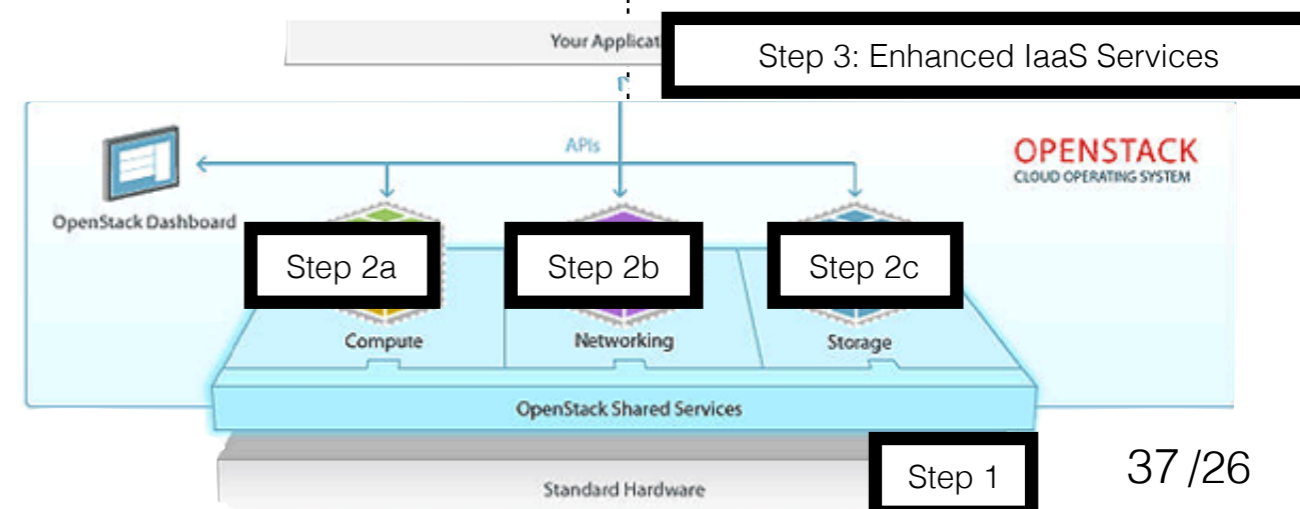 Your Applicat
Step 3: Enhanced IaaS Services
APIs
OPENSTACK
CLOUD OPERATING SYSTEM
OpenStack Dashboard
Step 2a
Step 2b
Step 2c
Compute
Networking
Storage
OpenStack Shared Services
Step 1
37 /26
Standard Hardware